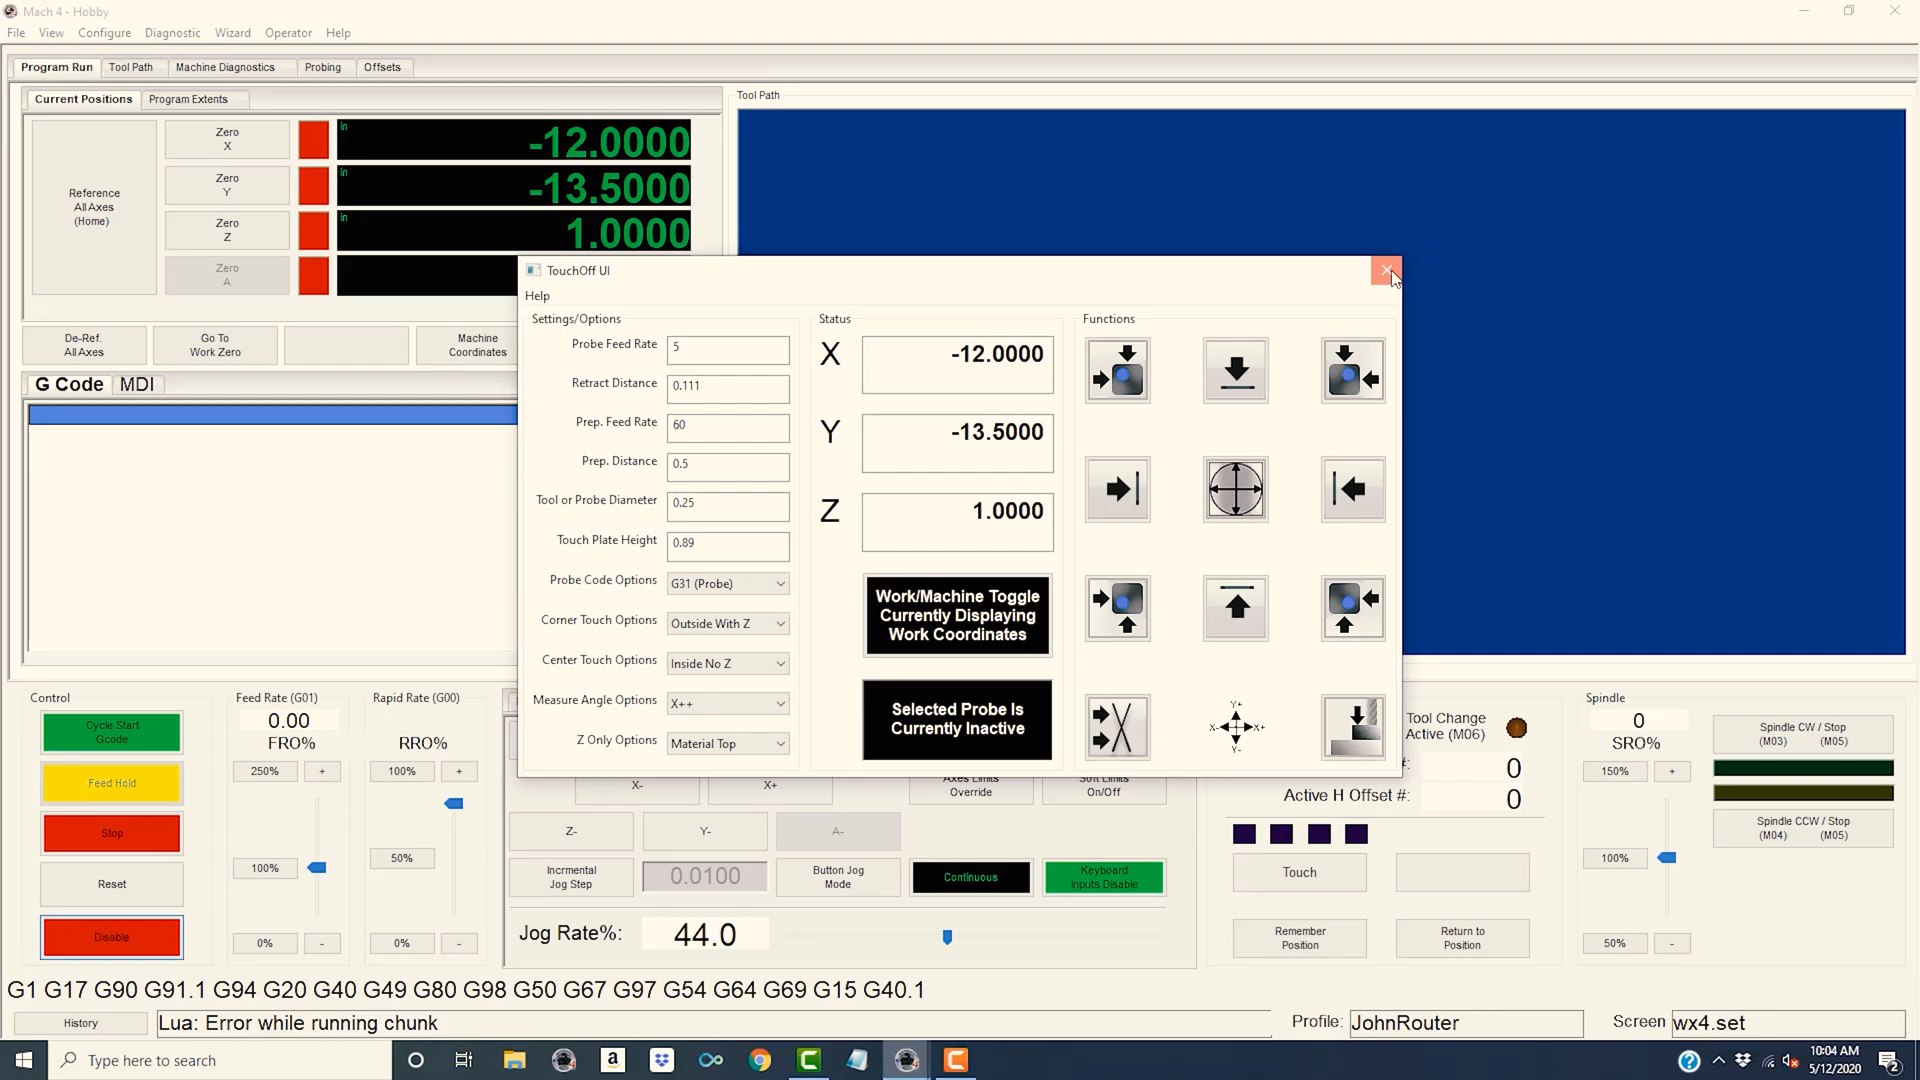 Mach 4 - Hobby
File View Configure Diagnostic Wizard Operator Help
Program Run Tool Path Machine Diagnostics Probing Offsets
Current Positions Program Extents
Tool Path
Reference
All Axes
(Home)
Zero
X
in
-12.0000
Zero
Y
in
-13.5000
Zero
Z
in
1.0000
Zero
A
De-Ref.
All Axes
Go To
Work Zero
Machine
Coordinates
G Code MDI
TouchOff UI
Help
Settings/Options
Probe Feed Rate 5
Retract Distance 0.111
Prep. Feed Rate 60
Prep. Distance 0.5
Tool or Probe Diameter 0.25
Touch Plate Height 0.89
Probe Code Options G31 (Probe)
Corner Touch Options Outside With Z
Center Touch Options Inside No Z
Measure Angle Options X++
Z Only Options Material Top
Status
X -12.0000
Y -13.5000
Z 1.0000
Work/Machine Toggle
Currently Displaying
Work Coordinates
Selected Probe Is
Currently Inactive
Functions
Y+
X- X+
Y-
Control
Cycle Start
Gcode
Feed Hold
Stop
Reset
Disable
Feed Rate (G01)
0.00
FRO%
250% +
100%
0% -
Rapid Rate (G00)
RRO%
100% +
50%
0% -
X- X+
Axes Limits
Override
Soft Limits
On/Off
Z- Y- A-
Incrmental
Jog Step
0.0100
Button Jog
Mode
Continuous
Keyboard
Inputs Disable
Jog Rate%: 44.0
Tool Change
Active (M06)
#: 0
Active H Offset #: 0
Touch
Remember
Position
Return to
Position
Spindle
0
SRO%
150% +
100%
50% -
Spindle CW / Stop
(M03) (M05)
Spindle CCW / Stop
(M04) (M05)
G1 G17 G90 G91.1 G94 G20 G40 G49 G80 G98 G50 G67 G97 G54 G64 G69 G15 G40.1
History Lua: Error while running chunk Profile: JohnRouter Screen wx4.set
Type here to search
10:04 AM
5/12/2020
2